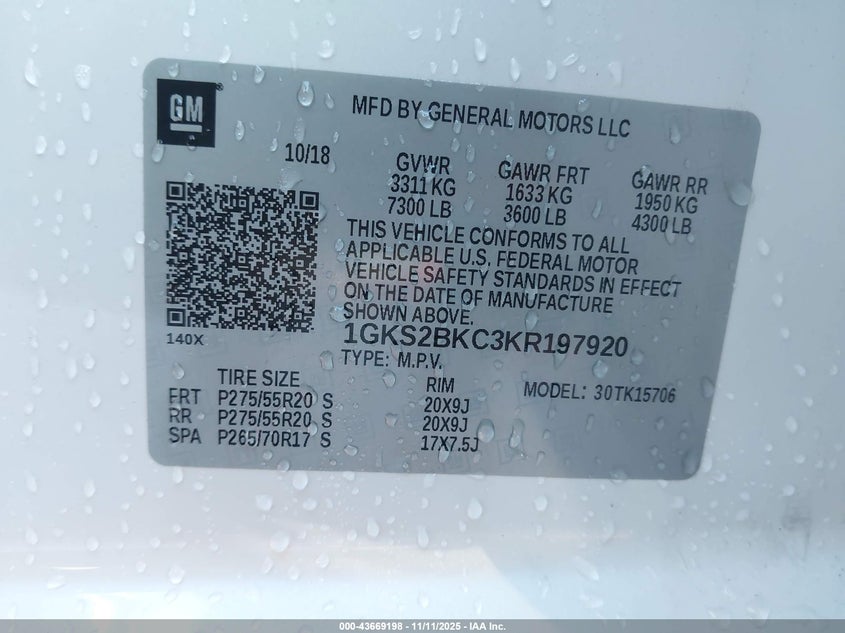 GM
MFD BY GENERAL MOTORS LLC
10/18
GVWR GAWR FRT GAWR RR
3311 KG 1633 KG 1950 KG
7300 LB 3600 LB 4300 LB
THIS VEHICLE CONFORMS TO ALL
APPLICABLE U.S. FEDERAL MOTOR
VEHICLE SAFETY STANDARDS IN EFFECT
ON THE DATE OF MANUFACTURE
SHOWN ABOVE.
1GKS2BKC3KR197920
140X
TYPE: M.P.V.
TIRE SIZE RIM MODEL: 30TK15706
FRT P275/55R20 S 20X9J
RR P275/55R20 S 20X9J
SPA P265/70R17 S 17X7.5J
000-43669198 - 11/11/2025 - IAA Inc.